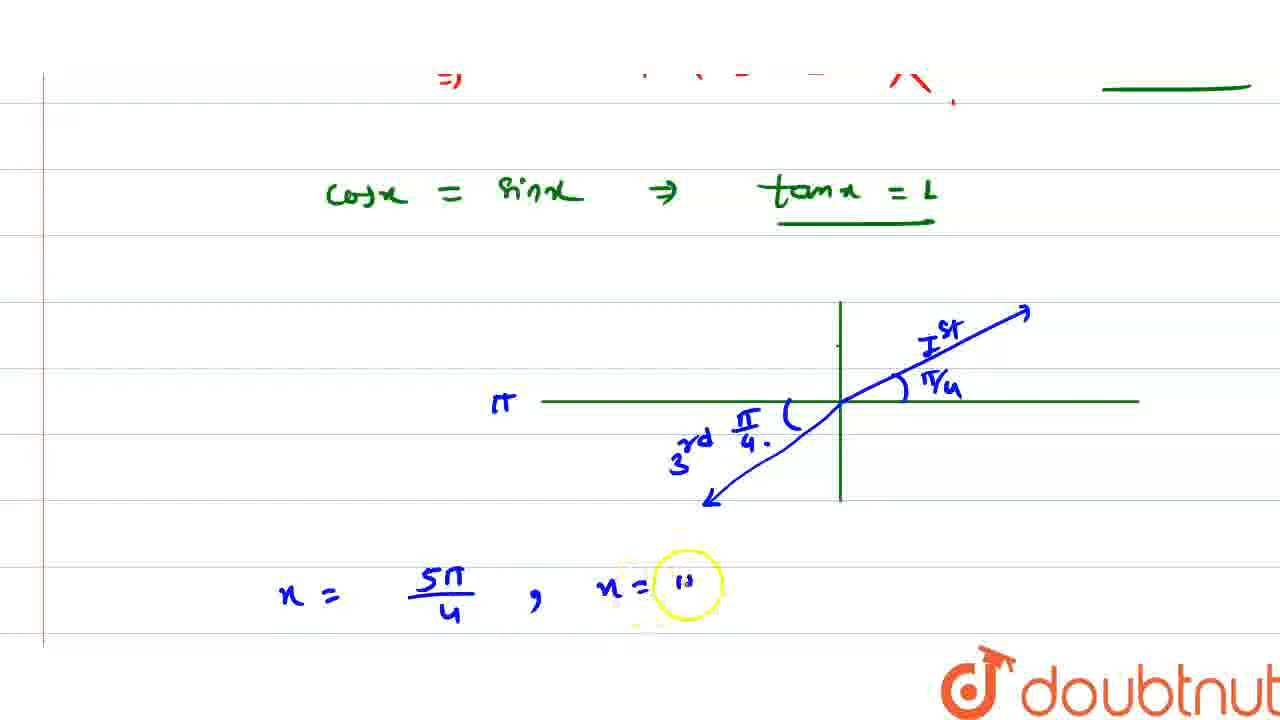 cosx = sinx ⇒ tanx = 1
Ist
π/4
π
3rd π/4.
x = 5π/4 , x =
doubtnut